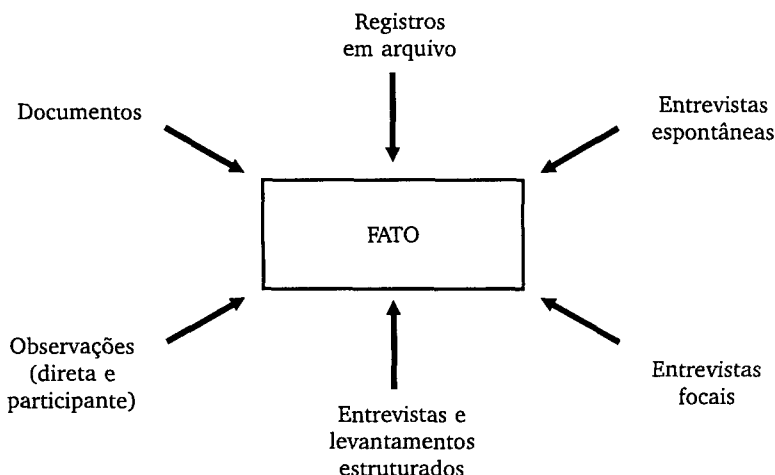 Registros
em arquivo
Documentos
Entrevistas
espontâneas
FATO
Observações
(direta e
participante)
Entrevistas e
levantamentos
estruturados
Entrevistas
focais